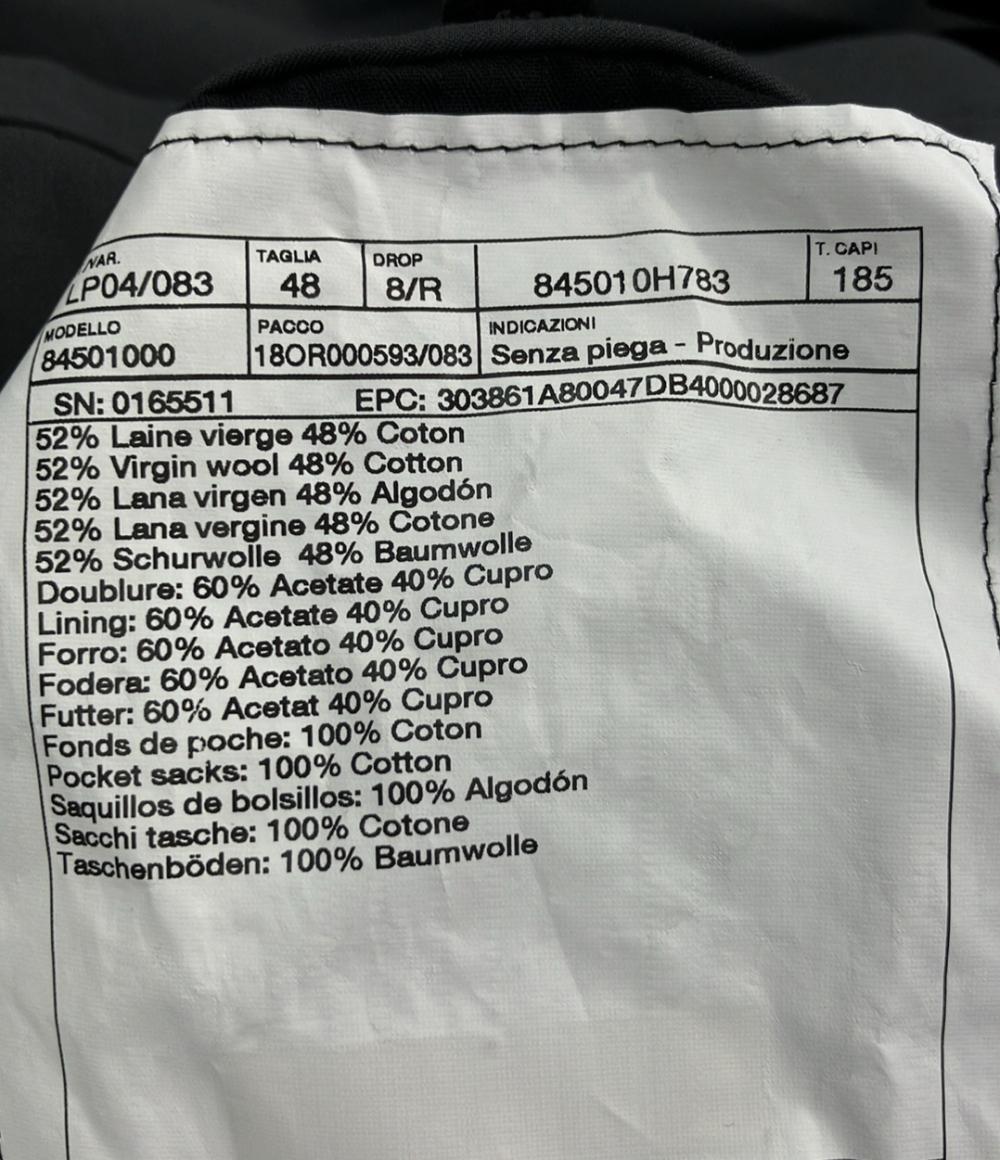 VAR. TAGLIA DROP T. CAPI
LP04/083 48 8/R 845010H783 185
MODELLO PACCO INDICAZIONI
84501000 18OR000593/083 Senza piega - Produzione
SN: 0165511 EPC: 303861A80047DB4000028687
52% Laine vierge 48% Coton
52% Virgin wool 48% Cotton
52% Lana virgen 48% Algodón
52% Lana vergine 48% Cotone
52% Schurwolle 48% Baumwolle
Doublure: 60% Acetate 40% Cupro
Lining: 60% Acetate 40% Cupro
Forro: 60% Acetato 40% Cupro
Fodera: 60% Acetato 40% Cupro
Futter: 60% Acetat 40% Cupro
Fonds de poche: 100% Coton
Pocket sacks: 100% Cotton
Saquillos de bolsillos: 100% Algodón
Sacchi tasche: 100% Cotone
Taschenböden: 100% Baumwolle